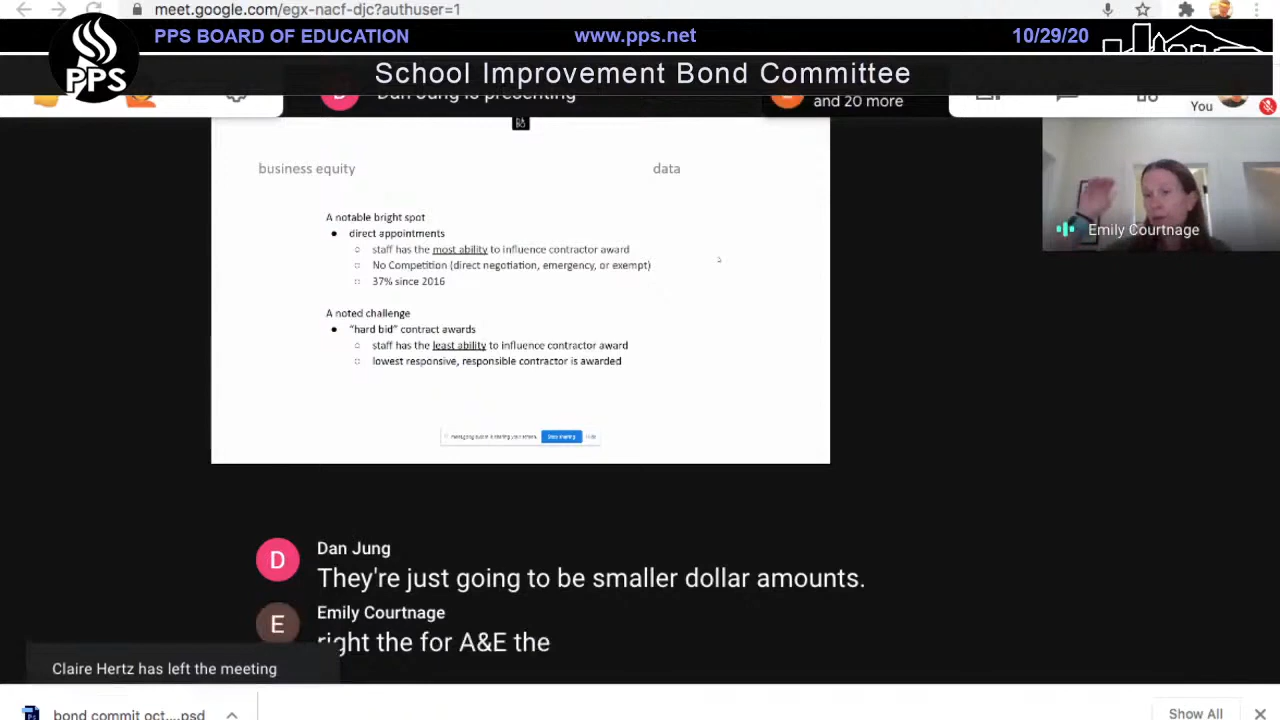 meet.google.com/egx-nacf-djc?authuser=1
PPS BOARD OF EDUCATION
www.pps.net
10/29/20
PPS
School Improvement Bond Committee
Dan Jung is presenting
and 20 more
You
business equity
data
A notable bright spot
● direct appointments
○ staff has the most ability to influence contractor award
○ No Competition (direct negotiation, emergency, or exempt)
○ 37% since 2016
A noted challenge
● “hard bid” contract awards
○ staff has the least ability to influence contractor award
○ lowest responsive, responsible contractor is awarded
is sharing your screen.
Stop sharing
Hide
Emily Courtnage
D
Dan Jung
They're just going to be smaller dollar amounts.
E
Emily Courtnage
right the for A&E the
Claire Hertz has left the meeting
bond commit oct....psd
Show All